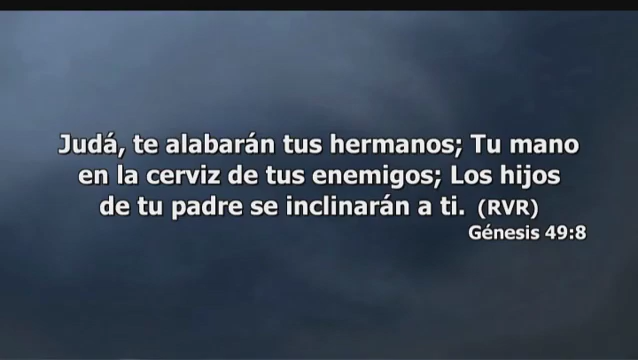 Judá, te alabarán tus hermanos; Tu mano
en la cerviz de tus enemigos; Los hijos
de tu padre se inclinarán a ti. (RVR)
Génesis 49:8